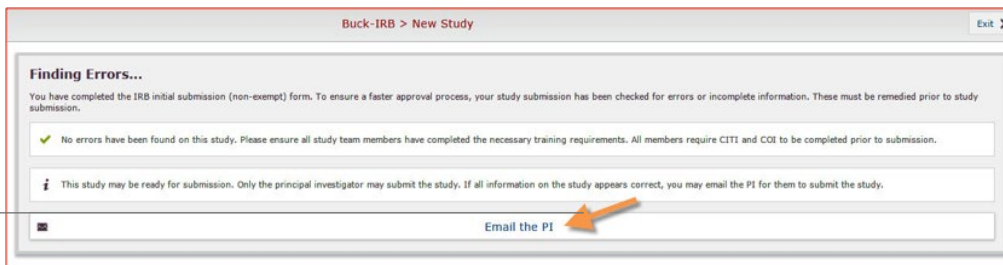 Buck-IRB > New Study
Exit
Finding Errors...
You have completed the IRB initial submission (non-exempt) form. To ensure a faster approval process, your study submission has been checked for errors or incomplete information. These must be remedied prior to study
submission.
No errors have been found on this study. Please ensure all study team members have completed the necessary training requirements. All members require CITI and COI to be completed prior to submission.
i This study may be ready for submission. Only the principal investigator may submit the study. If all information on the study appears correct, you may email the PI for them to submit the study.
Email the PI